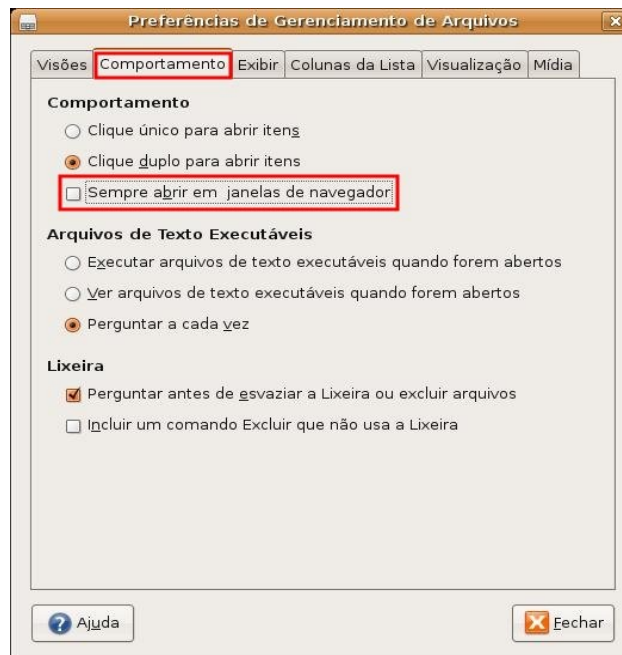 Preferências de Gerenciamento de Arquivos
Visões Comportamento Exibir Colunas da Lista Visualização Mídia
Comportamento
Clique único para abrir itens
Clique duplo para abrir itens
Sempre abrir em janelas de navegador
Arquivos de Texto Executáveis
Executar arquivos de texto executáveis quando forem abertos
Ver arquivos de texto executáveis quando forem abertos
Perguntar a cada vez
Lixeira
Perguntar antes de esvaziar a Lixeira ou excluir arquivos
Incluir um comando Excluir que não usa a Lixeira
Ajuda Fechar